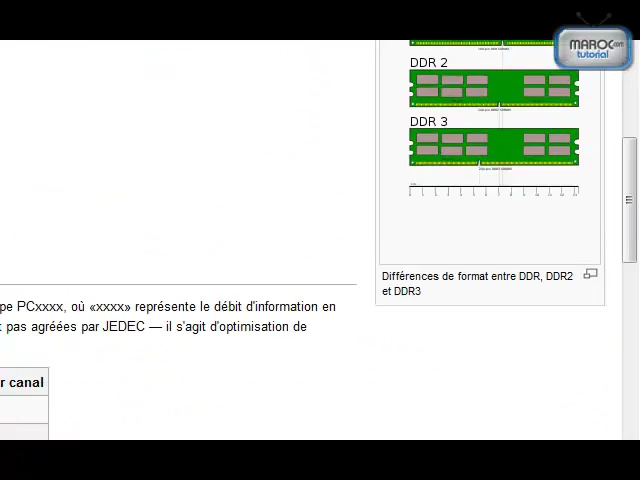 MAROC.com
tutorial
DDR 2
DDR 3
Différences de format entre DDR, DDR2
et DDR3
pe PCxxxx, où «xxxx» représente le débit d'information en
t pas agréées par JEDEC — il s'agit d'optimisation de
r canal